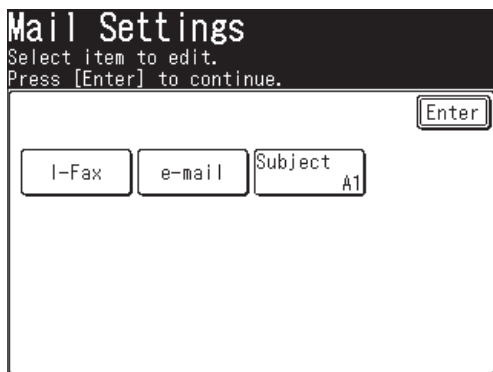 Mail Settings
Select item to edit.
Press [Enter] to continue.
Enter
I-Fax
e-mail
Subject
A1